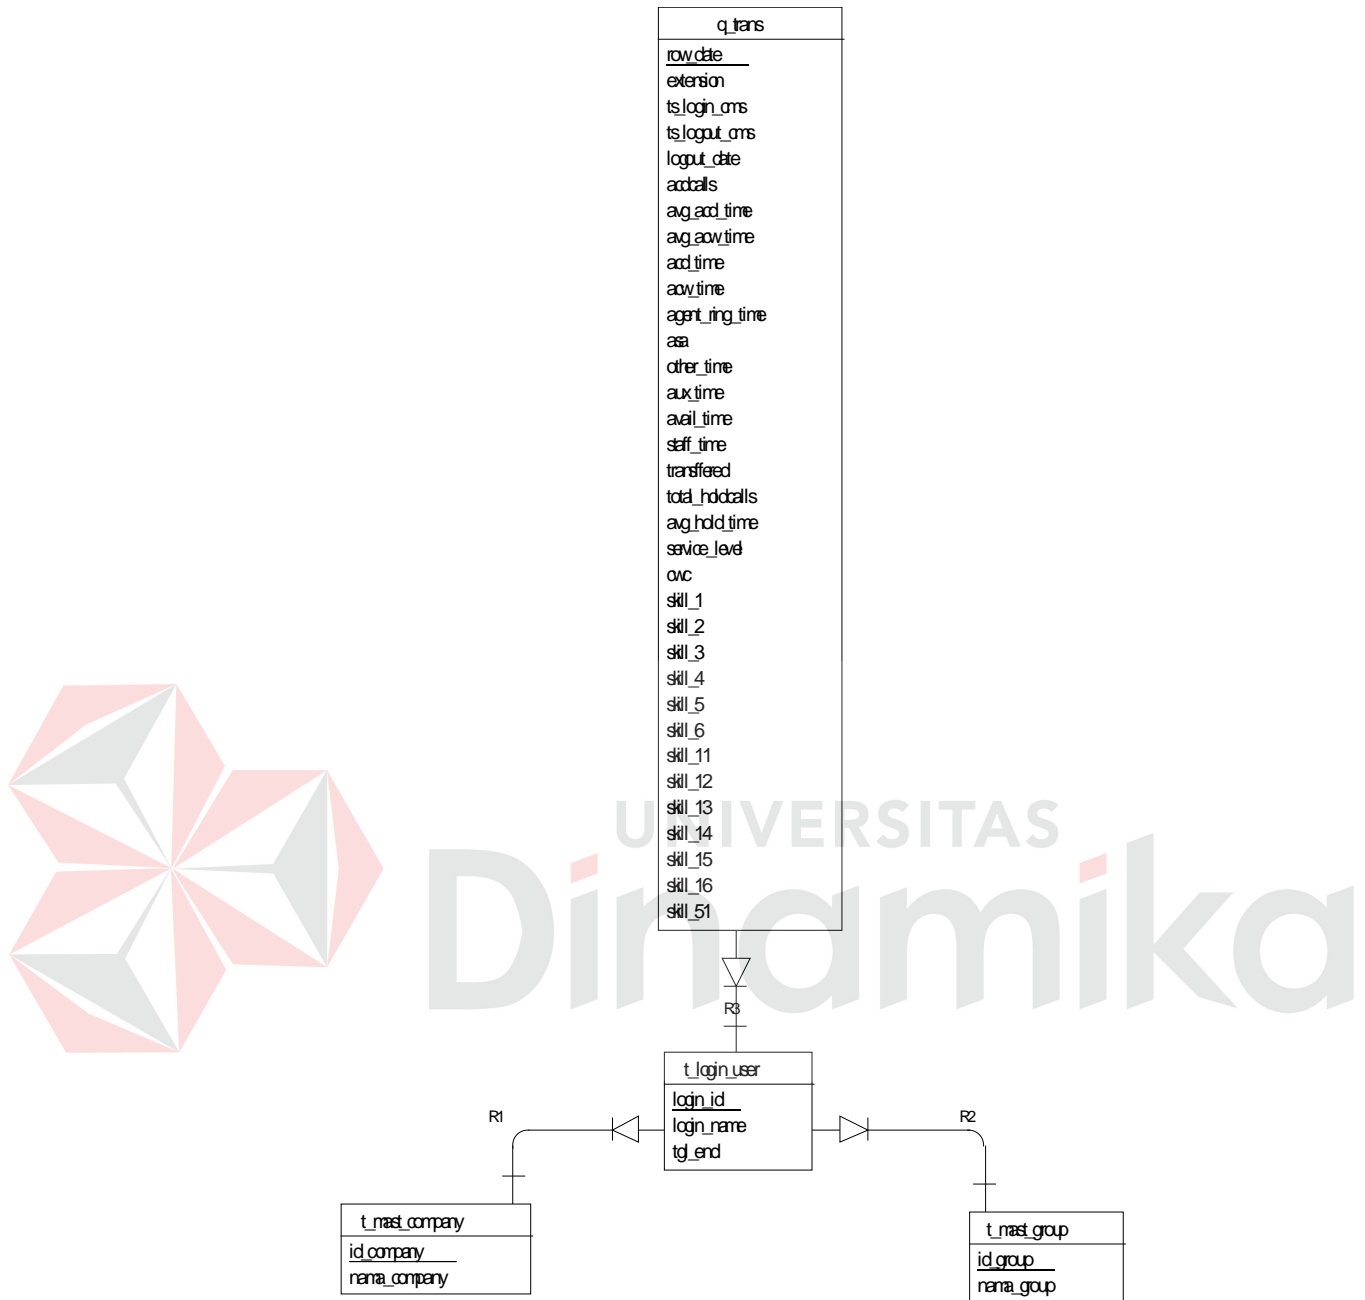 q_trans
row_date
extension
ts_login_cms
ts_logout_cms
logout_date
acdcalls
avg_acd_time
avg_acw_time
acd_time
acw_time
agent_ring_time
asa
other_time
aux_time
avail_time
staff_time
transffered
total_holdcalls
avg_hold_time
service_level
cwc
skill_1
skill_2
skill_3
skill_4
skill_5
skill_6
skill_11
skill_12
skill_13
skill_14
skill_15
skill_16
skill_51
UNIVERSITAS
Dinamika
R3
t_login_user
login_id
login_name
tgl_end
R1
R2
t_mast_company
id_company
nama_company
t_mast_group
id_group
nama_group